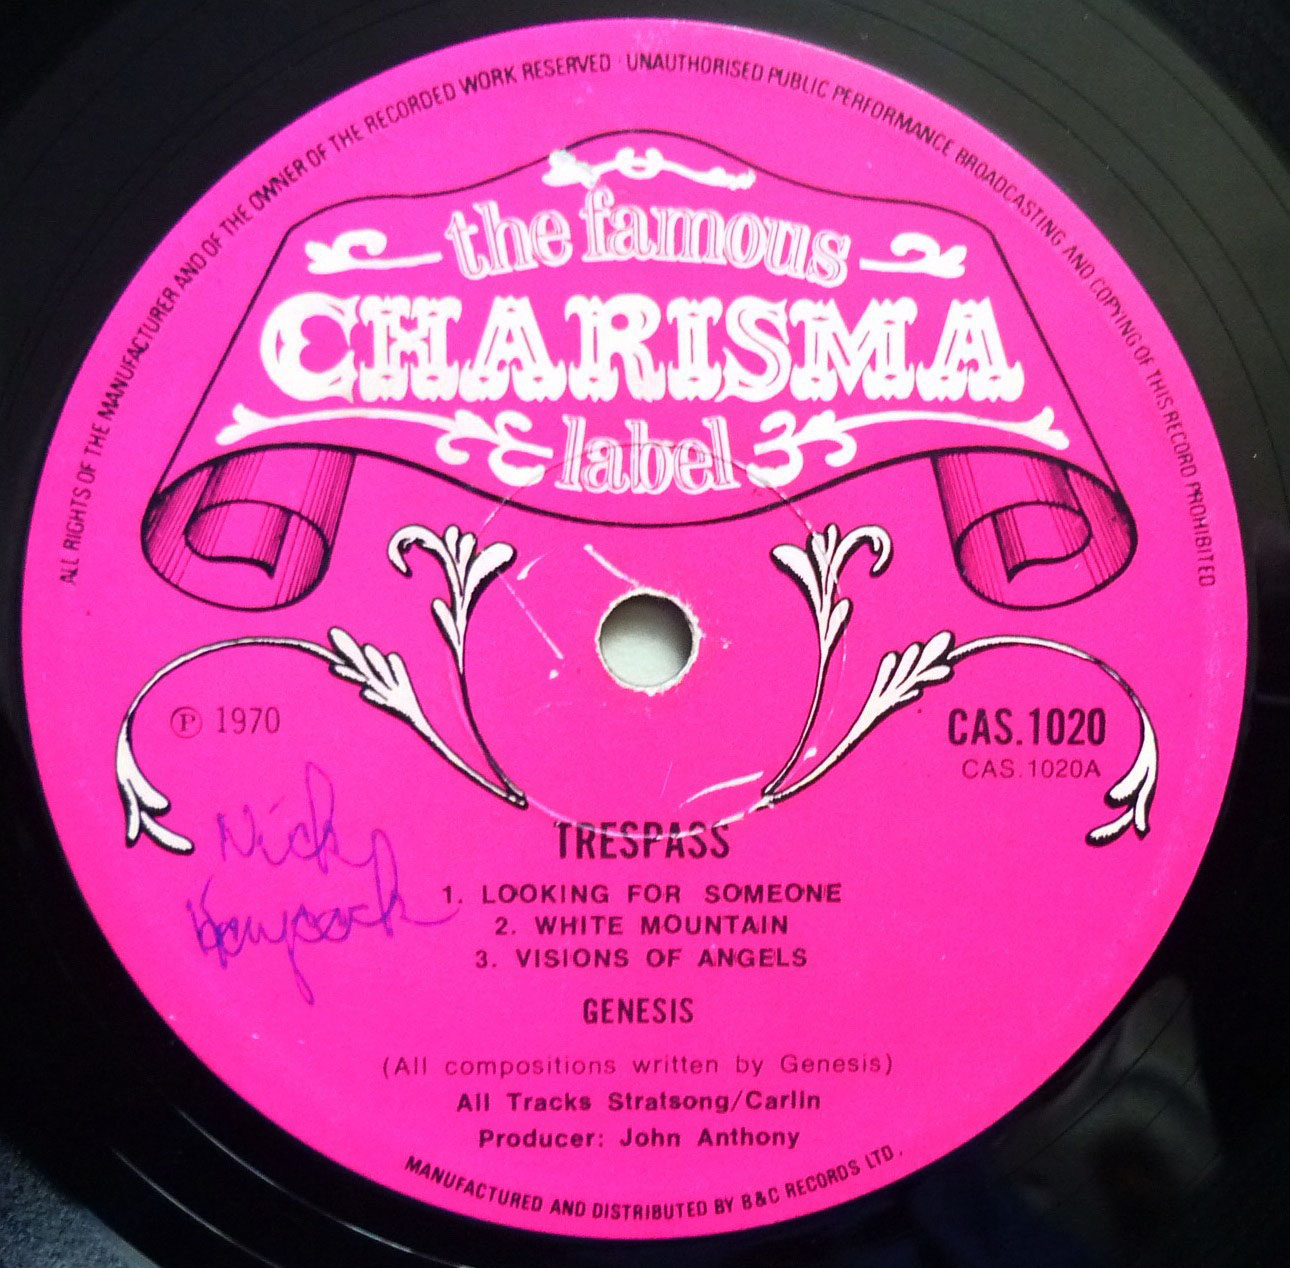 ALL RIGHTS OF THE MANUFACTURER AND OF THE OWNER OF THE RECORDED WORK RESERVED · UNAUTHORISED PUBLIC PERFORMANCE BROADCASTING AND COPYING OF THIS RECORD PROHIBITED
the famous
CHARISMA
label
℗ 1970
CAS.1020
CAS.1020A
TRESPASS
Nick
1. LOOKING FOR SOMEONE
2. WHITE MOUNTAIN
3. VISIONS OF ANGELS
GENESIS
(All compositions written by Genesis)
All Tracks Stratsong/Carlin
Producer: John Anthony
MANUFACTURED AND DISTRIBUTED BY B&C RECORDS LTD.